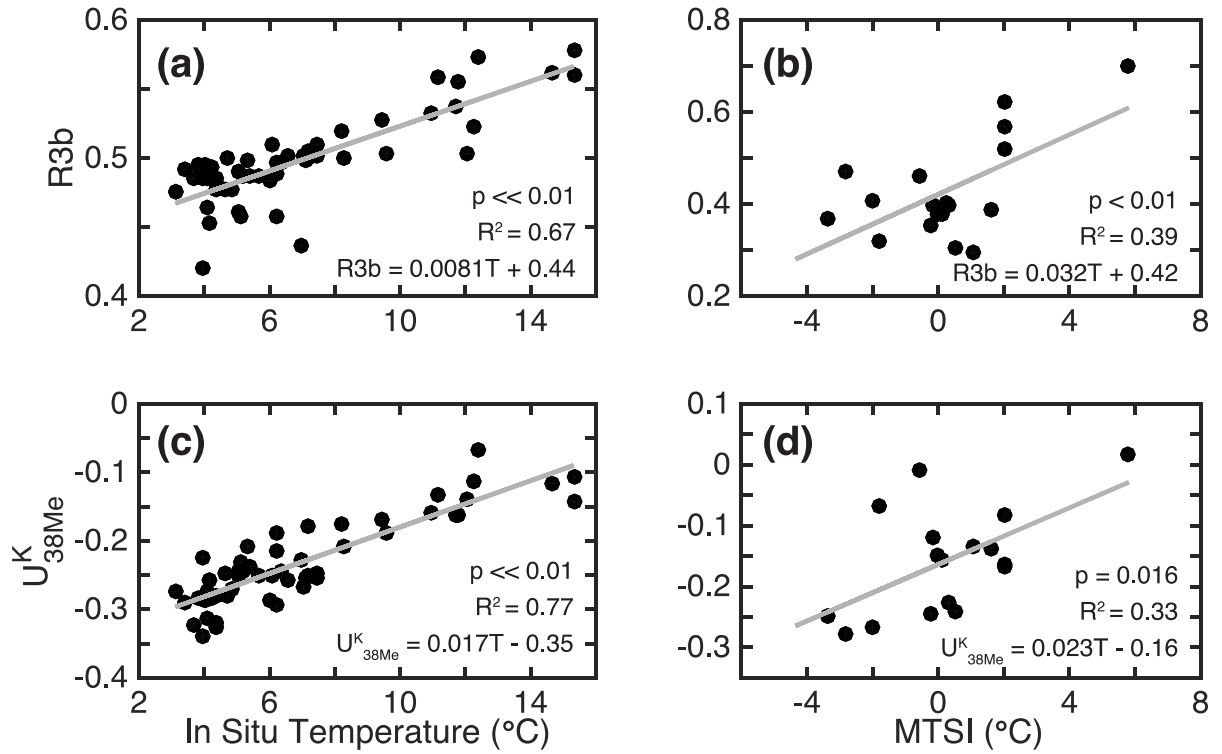 0.6
0.5
0.4
R3b
(a)
p << 0.01
R² = 0.67
R3b = 0.0081T + 0.44
2
6
10
14
0.8
0.6
0.4
0.2
(b)
p < 0.01
R² = 0.39
R3b = 0.032T + 0.42
-4
0
4
8
0
-0.1
-0.2
-0.3
-0.4
U^K_38Me
(c)
p << 0.01
R² = 0.77
U^K_38Me = 0.017T - 0.35
2
6
10
14
In Situ Temperature (°C)
0.1
0
-0.1
-0.2
-0.3
(d)
p = 0.016
R² = 0.33
U^K_38Me = 0.023T - 0.16
-4
0
4
8
MTSI (°C)